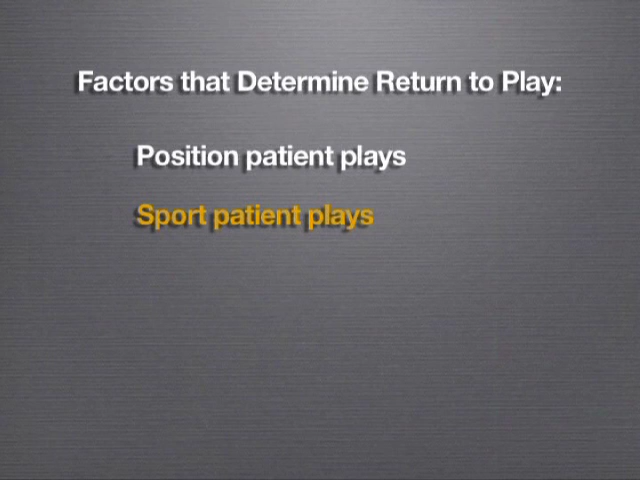 Factors that Determine Return to Play:
Position patient plays
Sport patient plays